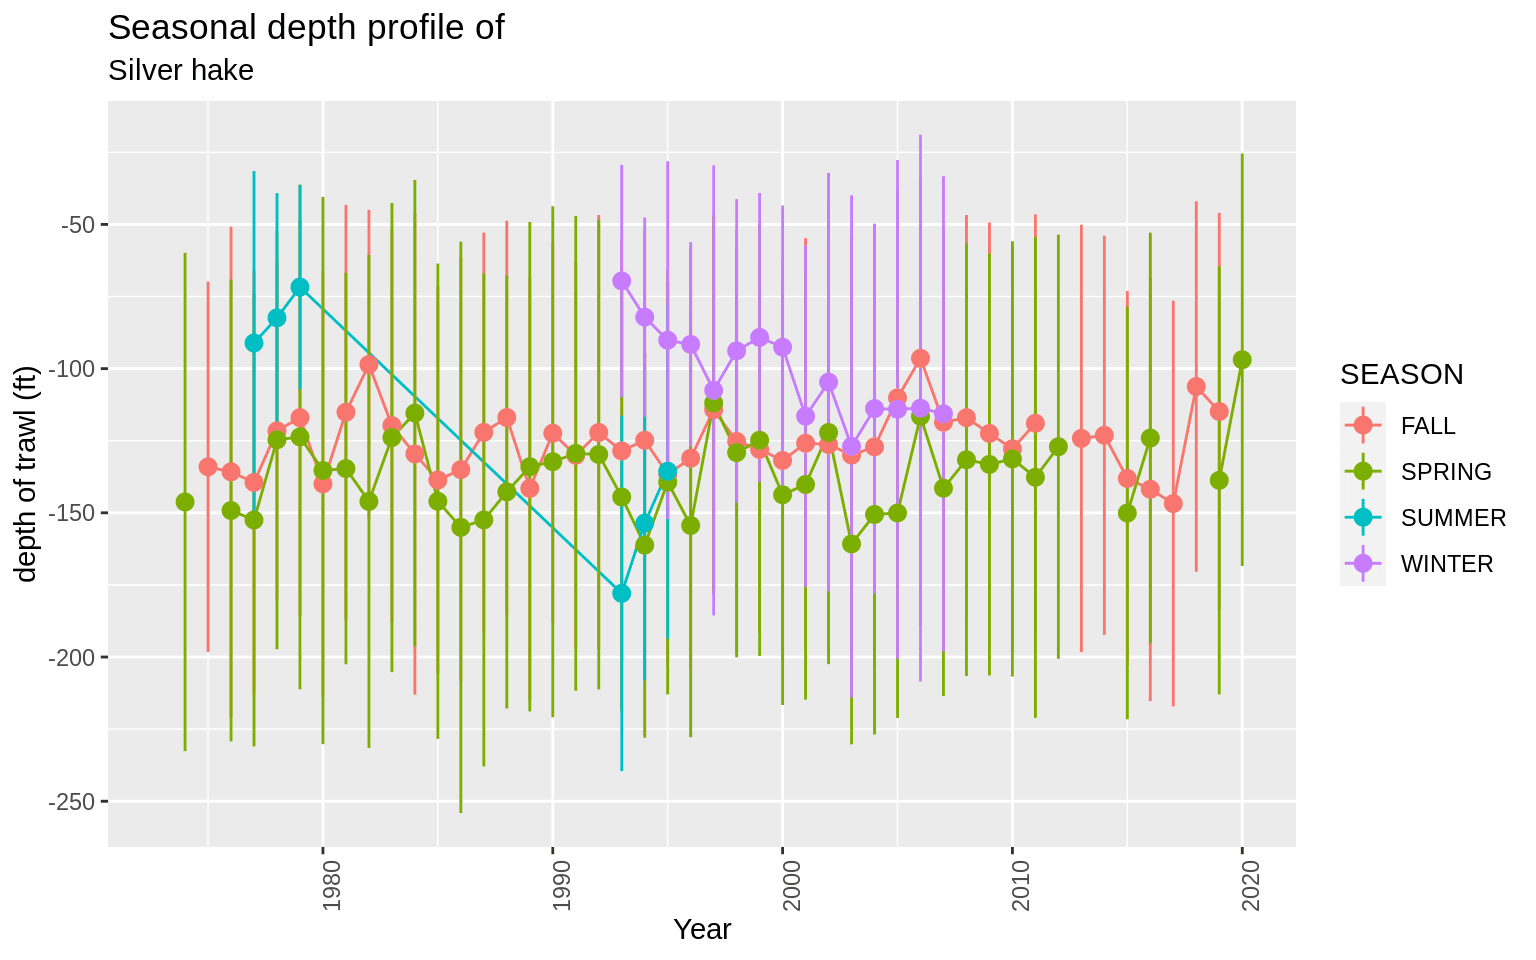 Seasonal depth profile of
Silver hake
depth of trawl (ft)
-50
-100
-150
-200
-250
1980
1990
2000
2010
2020
Year
SEASON
FALL
SPRING
SUMMER
WINTER